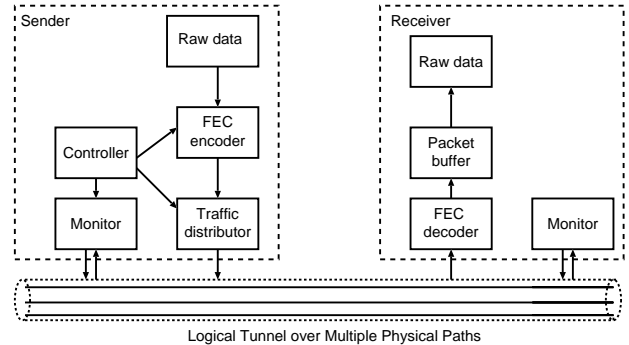 Sender
Raw data
FEC
encoder
Controller
Monitor
Traffic
distributor
Receiver
Raw data
Packet
buffer
FEC
decoder
Monitor
Logical Tunnel over Multiple Physical Paths